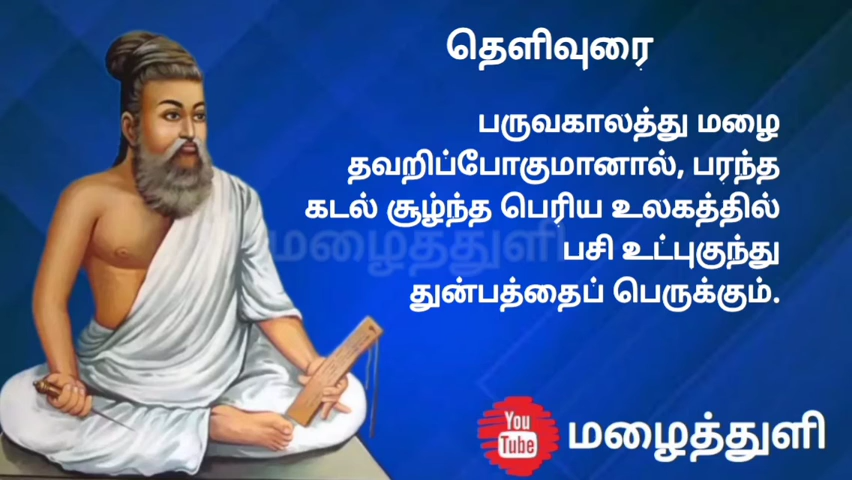 தெளிவுரை
பருவகாலத்து மழை
தவறிப்போகுமானால், பரந்த
கடல் சூழ்ந்த பெரிய உலகத்தில்
பசி உட்புகுந்து
துன்பத்தைப் பெருக்கும்.
மழைத்துளி
You
Tube
மழைத்துளி